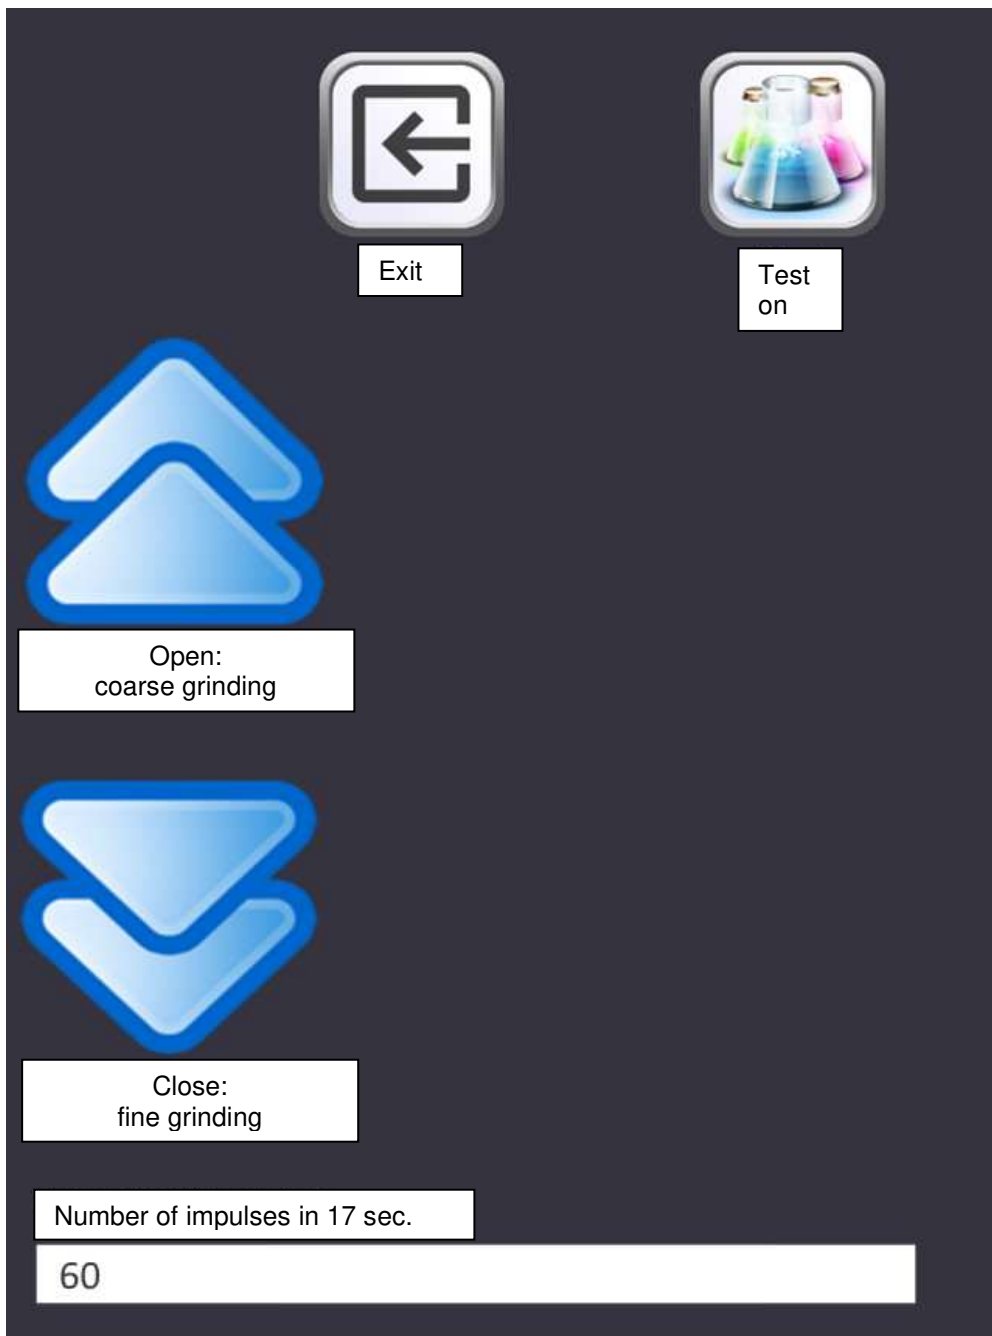 Exit
Test
on
Open:
coarse grinding
Close:
fine grinding
Number of impulses in 17 sec.
60